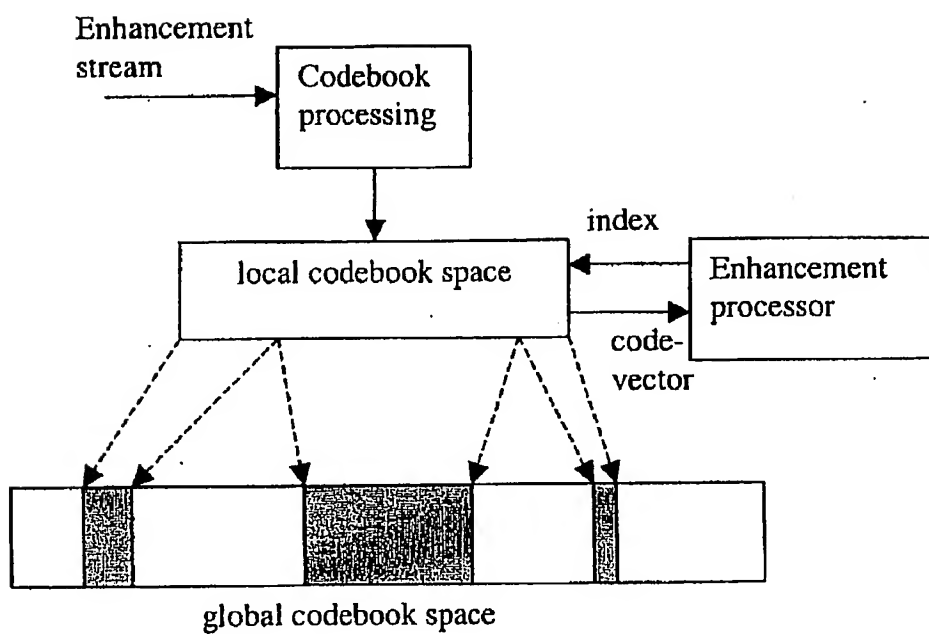 Enhancement
stream
Codebook
processing
index
local codebook space
Enhancement
processor
code-
vector
global codebook space